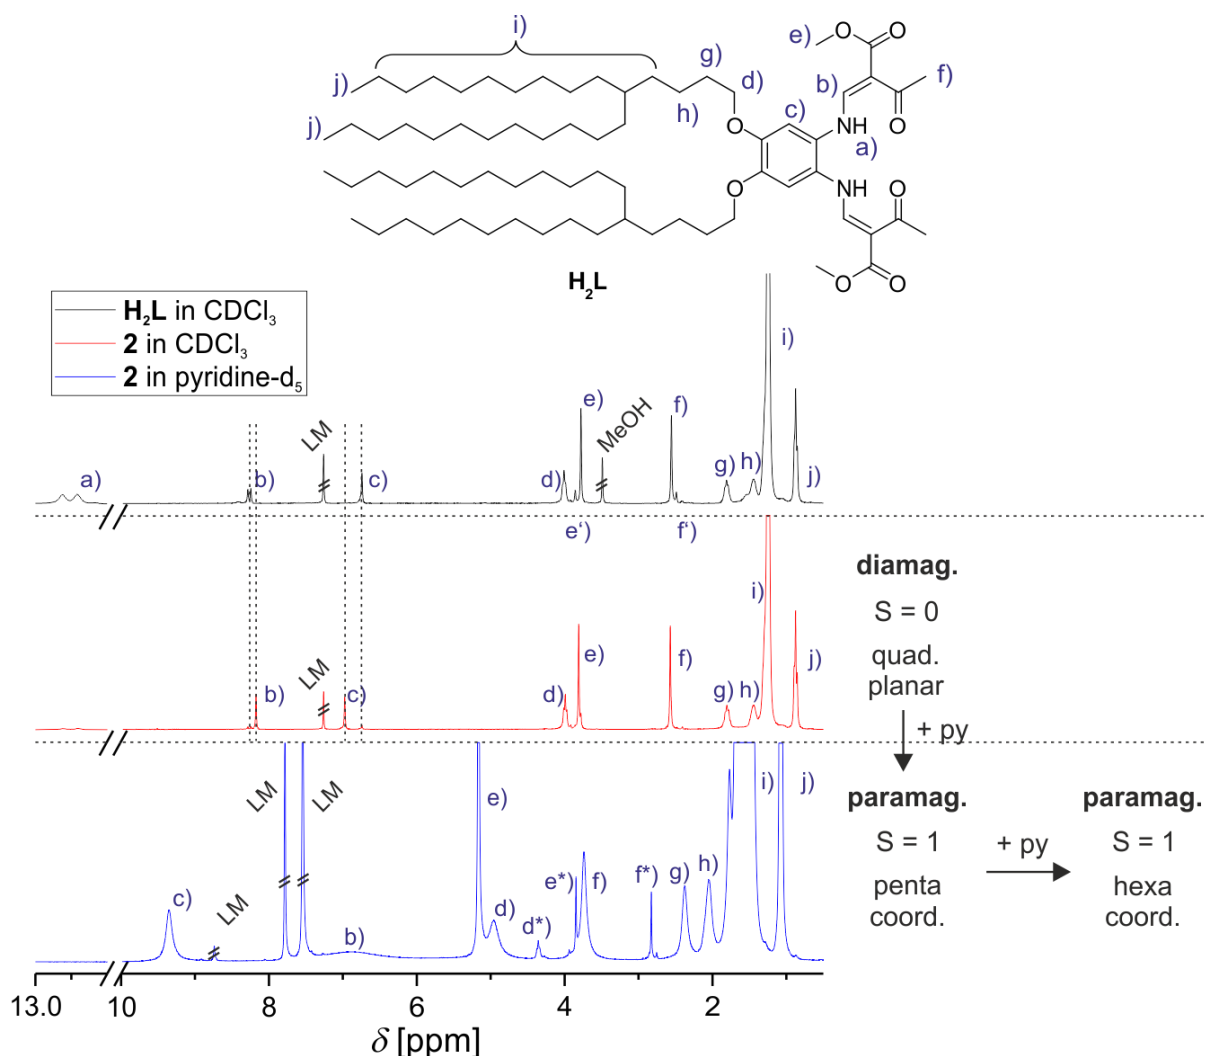 i)
e)
O
O
g)
d)
b)
f)
j)
h)
c)
O
NH
O
j)
a)
O
NH
O
O
O
H₂L
H₂L in CDCl₃
2 in CDCl₃
2 in pyridine-d₅
a)
b)
LM
c)
d)
e)
MeOH
f)
g)
h)
i)
j)
e‘)
f‘)
b)
LM
c)
d)
e)
f)
g)
h)
i)
j)
diamag.
S = 0
quad.
planar
+ py
c)
LM
LM
LM
b)
e)
d)
d*)
e*)
f)
f*)
g)
h)
i)
j)
paramag.
S = 1
penta
coord.
+ py
paramag.
S = 1
hexa
coord.
13.0 10 8 6 4 2
δ [ppm]